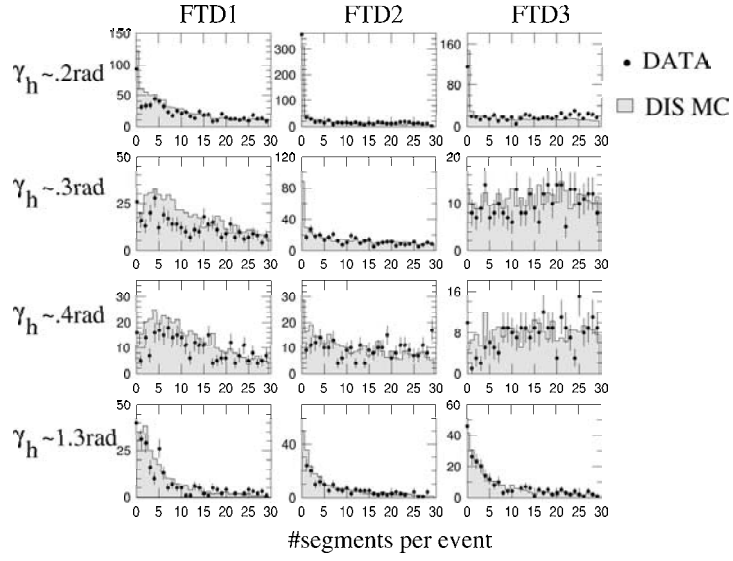 FTD1 FTD2 FTD3
γh ~.2rad
150 100 50 0
0 5 10 15 20 25 30
300 200 100 0
0 5 10 15 20 25 30
160 80 0
0 5 10 15 20 25 30
DATA
DIS MC
γh ~.3rad
50 25 0
0 5 10 15 20 25 30
120 80 40 0
0 5 10 15 20 25 30
20 10 0
0 5 10 15 20 25 30
γh ~.4rad
30 20 10 0
0 5 10 15 20 25 30
30 20 10 0
0 5 10 15 20 25 30
16 8 0
0 5 10 15 20 25 30
γh ~1.3rad
50 25 0
0 5 10 15 20 25 30
40 20 0
0 5 10 15 20 25 30
60 40 20 0
0 5 10 15 20 25 30
#segments per event